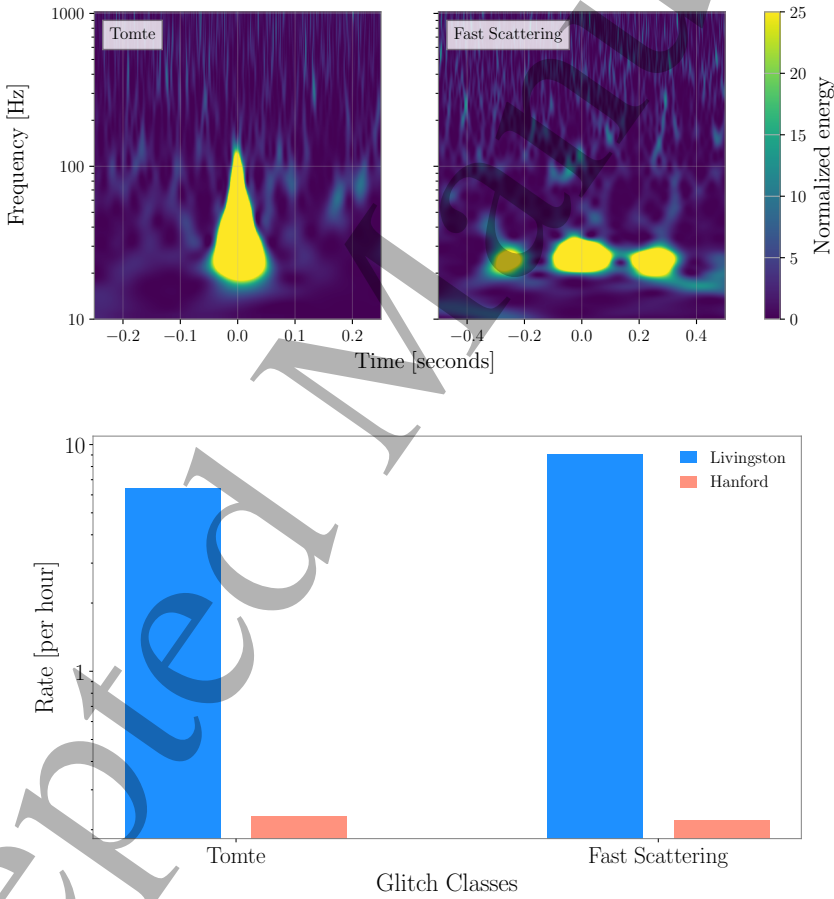 Tomte
Fast Scattering
1000
100
10
Frequency [Hz]
−0.2 −0.1 0.0 0.1 0.2
−0.4 −0.2 0.0 0.2 0.4
Time [seconds]
25
20
15
10
5
0
Normalized energy
10
1
Rate [per hour]
Livingston
Hanford
Tomte Fast Scattering
Glitch Classes
epted Manu